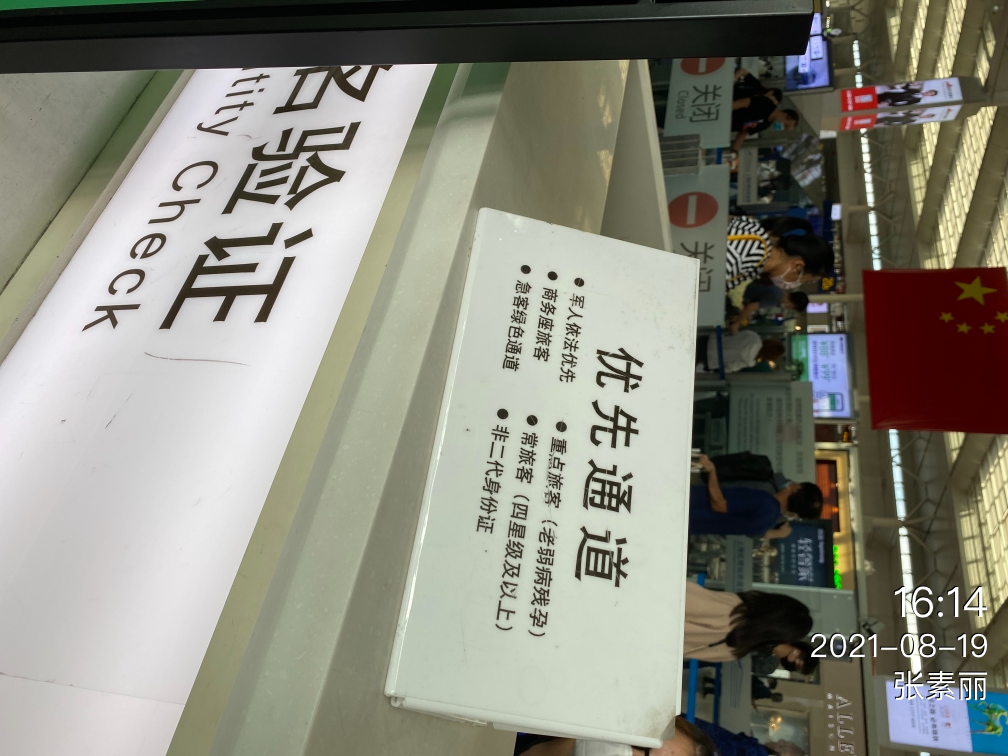 名验证
tity Check
优先通道
● 军人依法优先
● 商务座旅客
● 急客绿色通道
● 重点旅客（老弱病残孕）
● 常旅客（四星级及以上）
● 非二代身份证
关闭
Closed
关闭
16:14
2021-08-19
张素丽